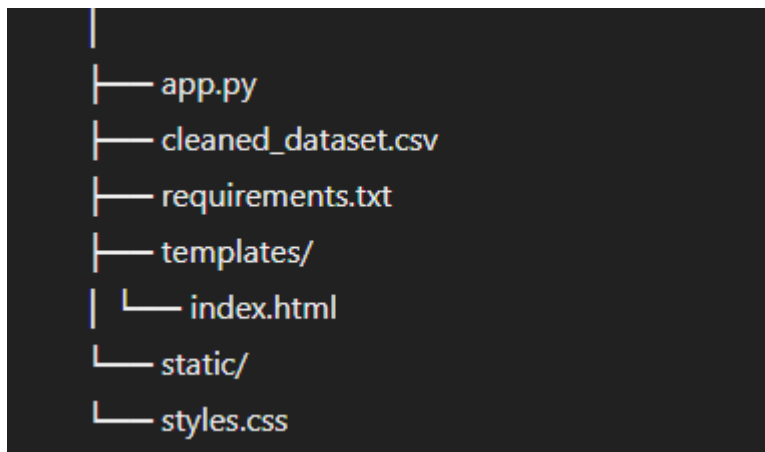 │
├── app.py
├── cleaned_dataset.csv
├── requirements.txt
├── templates/
│ └── index.html
└── static/
└── styles.css